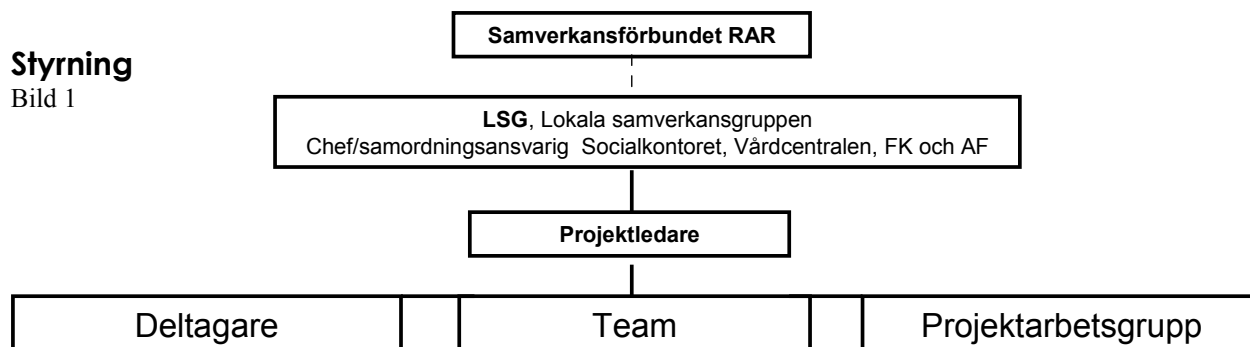 Styrning
Bild 1
Samverkansförbundet RAR
LSG, Lokala samverkansgruppen
Chef/samordningsansvarig Socialkontoret, Vårdcentralen, FK och AF
Projektledare
Deltagare
Team
Projektarbetsgrupp